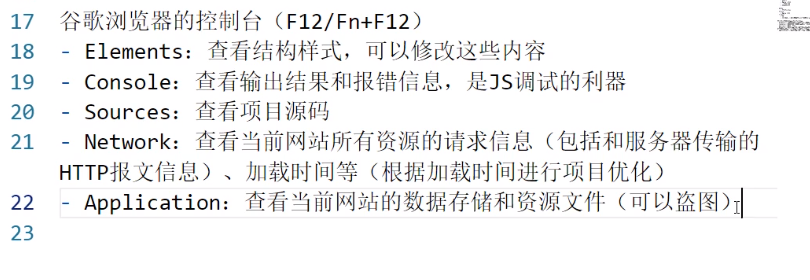 17 谷歌浏览器的控制台（F12/Fn+F12）
18 - Elements：查看结构样式，可以修改这些内容
19 - Console：查看输出结果和报错信息，是JS调试的利器
20 - Sources：查看项目源码
21 - Network：查看当前网站所有资源的请求信息（包括和服务器传输的
HTTP报文信息）、加载时间等（根据加载时间进行项目优化）
22 - Application：查看当前网站的数据存储和资源文件（可以盗图）
23